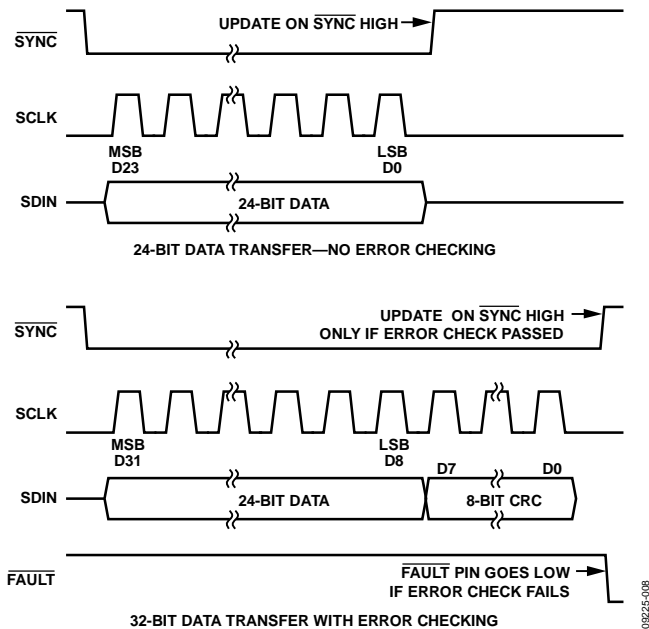 UPDATE ON SYNC HIGH
SYNC
SCLK
MSB
D23
LSB
D0
SDIN
24-BIT DATA
24-BIT DATA TRANSFER—NO ERROR CHECKING
UPDATE ON SYNC HIGH
ONLY IF ERROR CHECK PASSED
SYNC
SCLK
MSB
D31
LSB
D8
D7
D0
SDIN
24-BIT DATA
8-BIT CRC
FAULT
FAULT PIN GOES LOW
IF ERROR CHECK FAILS
32-BIT DATA TRANSFER WITH ERROR CHECKING
09225-008